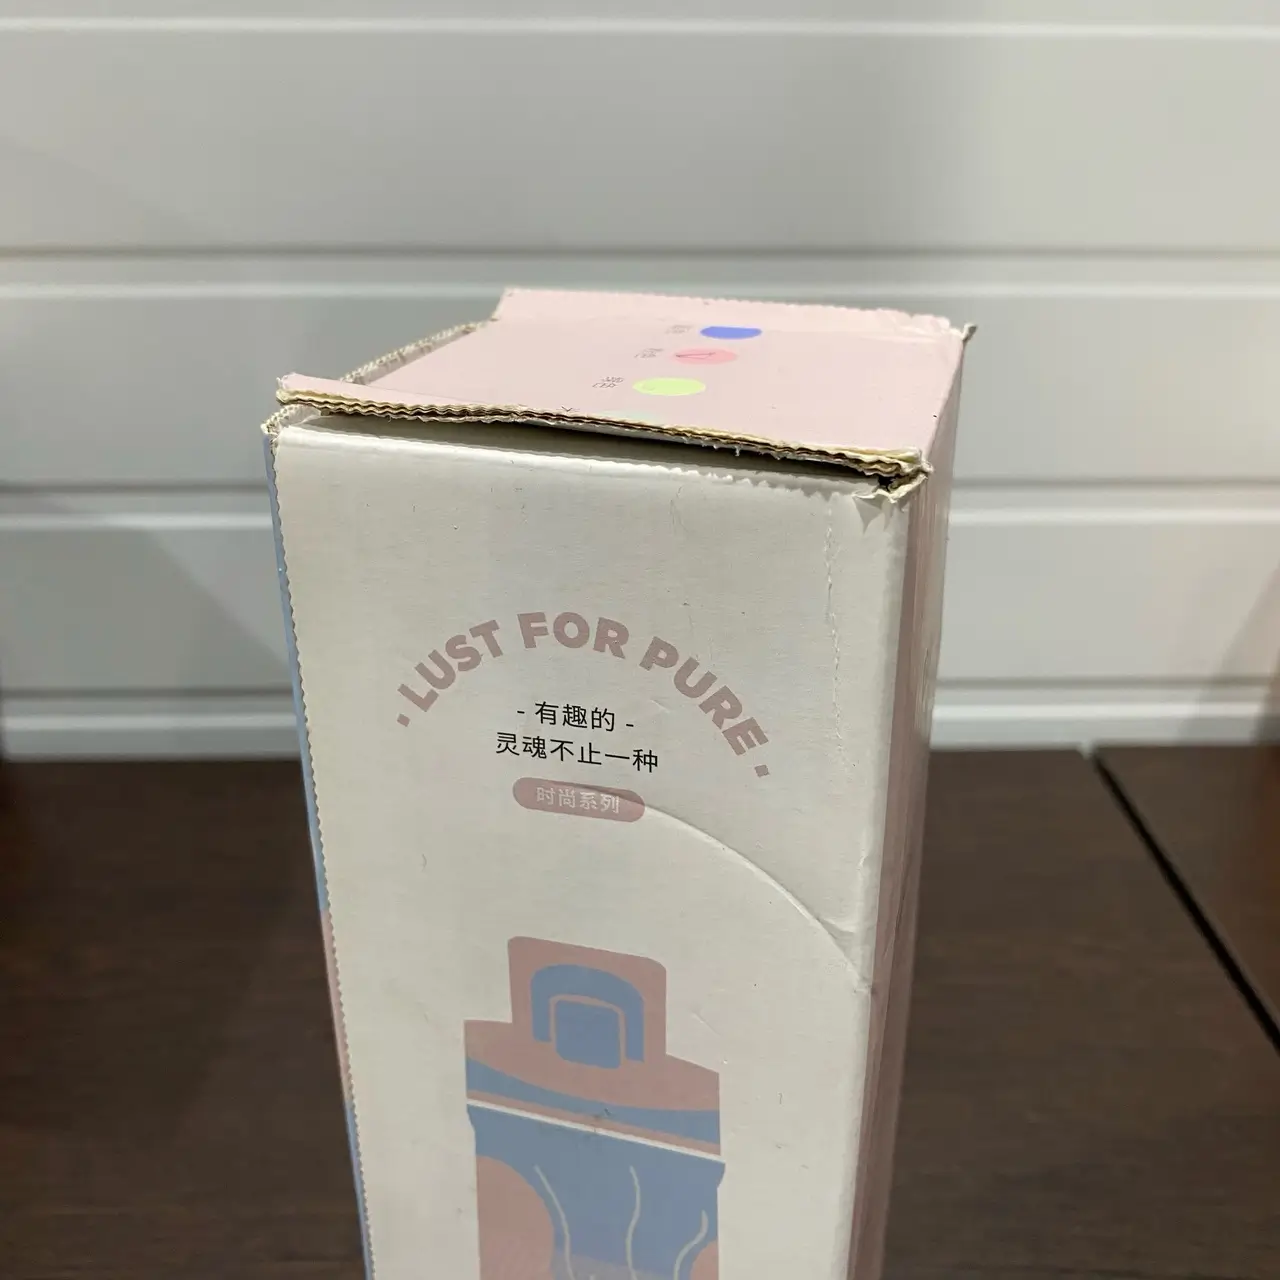 · LUST FOR PURE ·
- 有趣的 -
灵魂不止一种
时尚系列